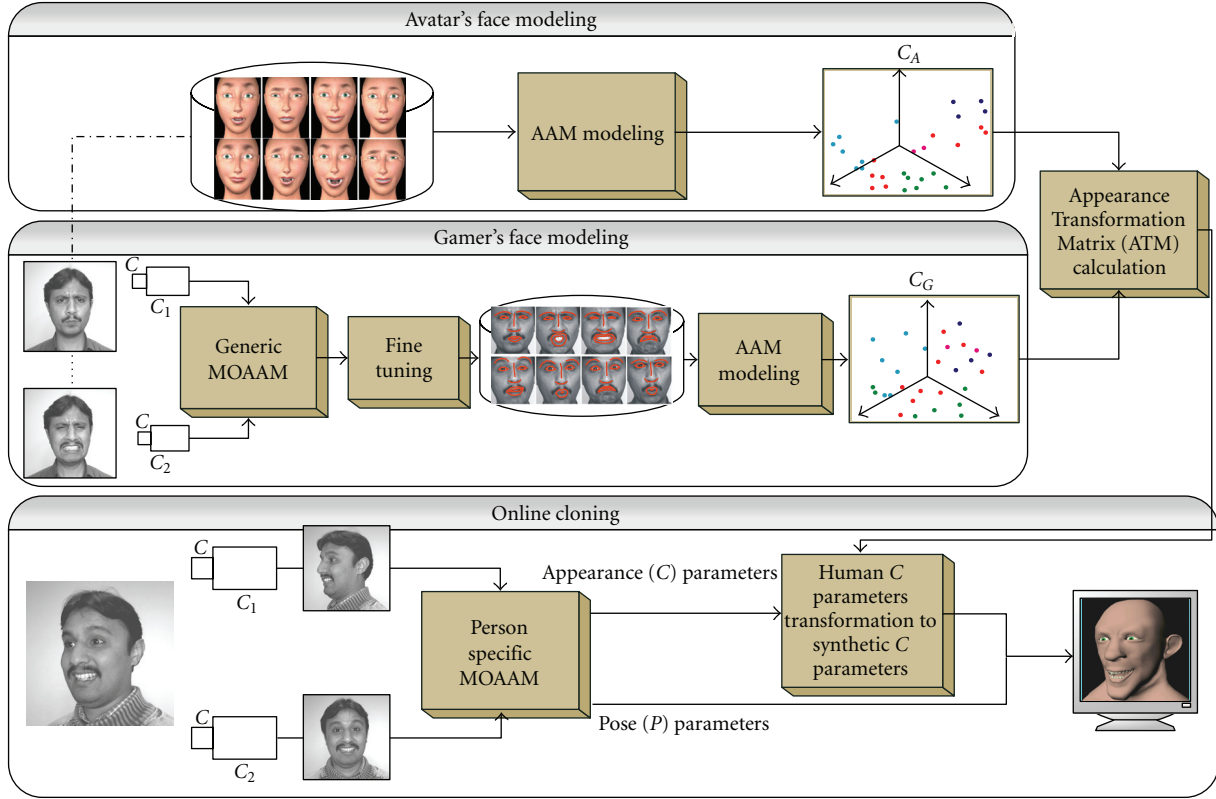 Avatar's face modeling
C_A
AAM modeling
Appearance
Transformation
Matrix (ATM)
calculation
Gamer's face modeling
C
C_1
Generic
MOAAM
Fine
tuning
AAM
modeling
C_G
C
C_2
Online cloning
C
C_1
Appearance (C) parameters
Human C
parameters
transformation to
synthetic C
parameters
Person
specific
MOAAM
Pose (P) parameters
C
C_2